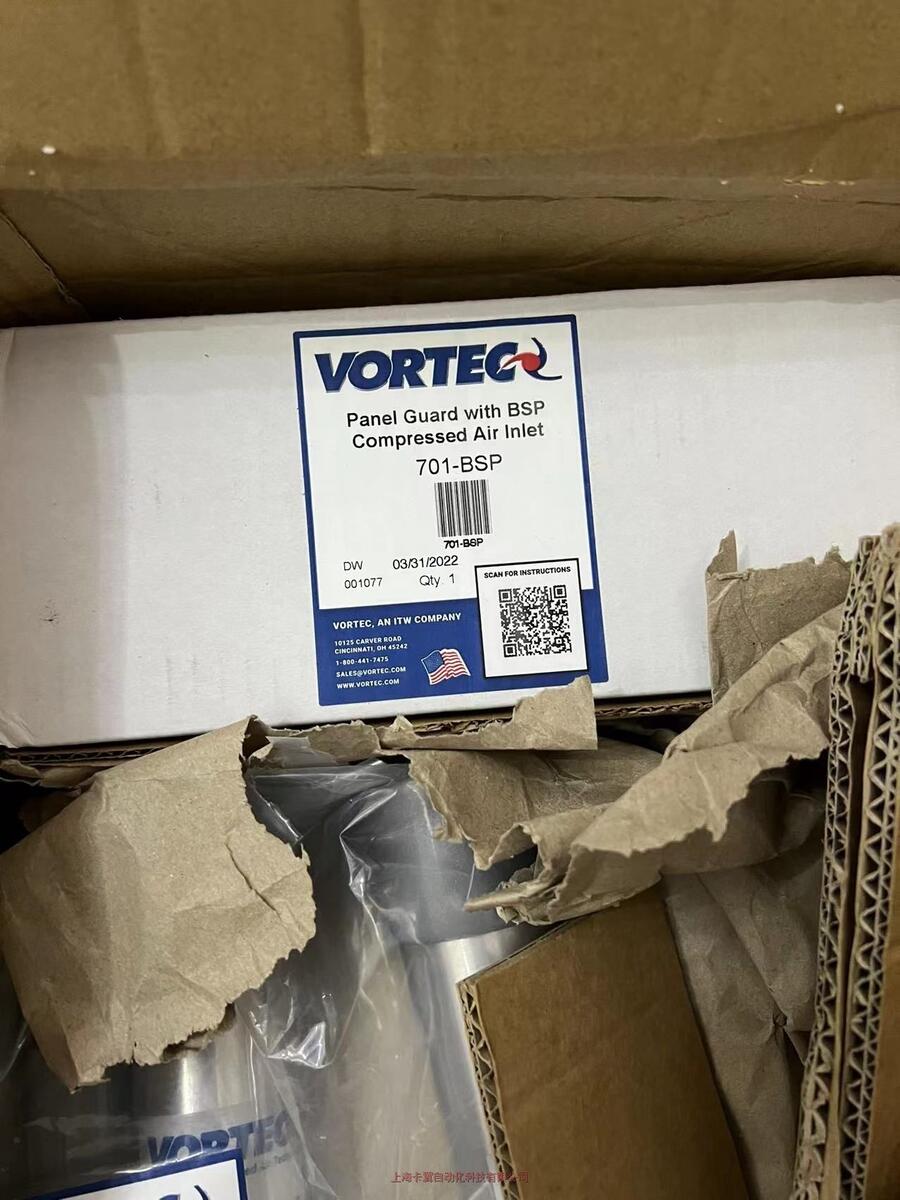 VORTEC
Panel Guard with BSP
Compressed Air Inlet
701-BSP
701-BSP
DW 03/31/2022
001077 Qty. 1
SCAN FOR INSTRUCTIONS
VORTEC, AN ITW COMPANY
10125 CARVER ROAD
CINCINNATI, OH 45242
1-800-441-7475
SALES@VORTEC.COM
WWW.VORTEC.COM
VORTEC
上海卡翼自动化科技有限公司